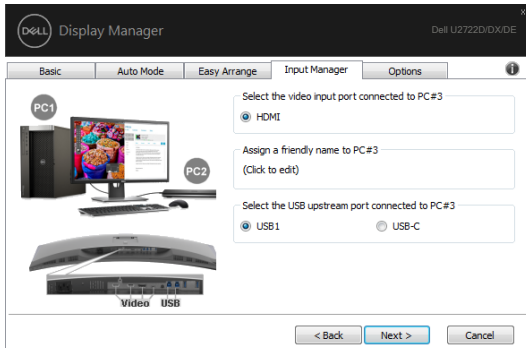 DELL Display Manager
Dell U2722D/DX/DE
x
Basic Auto Mode Easy Arrange Input Manager Options
Select the video input port connected to PC#3
HDMI
Assign a friendly name to PC#3
(Click to edit)
Select the USB upstream port connected to PC#3
USB1 USB-C
PC1
PC2
Video USB
< Back Next > Cancel